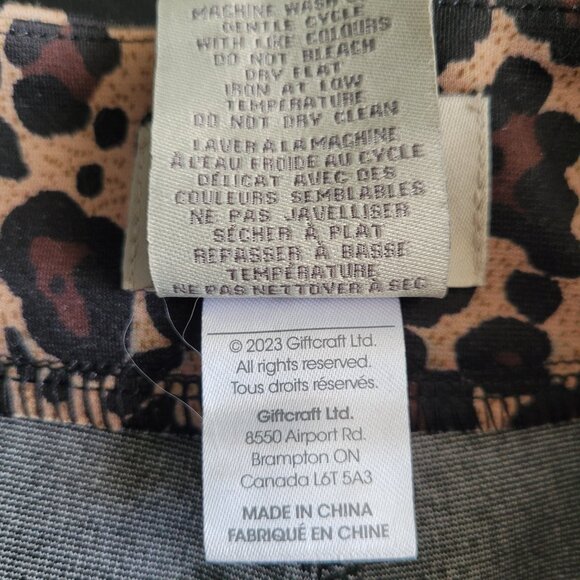 MACHINE WASH
GENTLE CYCLE
WITH LIKE COLOURS
DO NOT BLEACH
DRY FLAT
IRON AT LOW
TEMPERATURE
DO NOT DRY CLEAN
LAVER À LA MACHINE
À L'EAU FROIDE AU CYCLE
DÉLICAT AVEC DES
COULEURS SEMBLABLES
NE PAS JAVELLISER
SÉCHER À PLAT
REPASSER À BASSE
TEMPÉRATURE
NE PAS NETTOYER À SEC
© 2023 Giftcraft Ltd.
All rights reserved.
Tous droits réservés.
Giftcraft Ltd.
8550 Airport Rd.
Brampton ON
Canada L6T 5A3
MADE IN CHINA
FABRIQUÉ EN CHINE